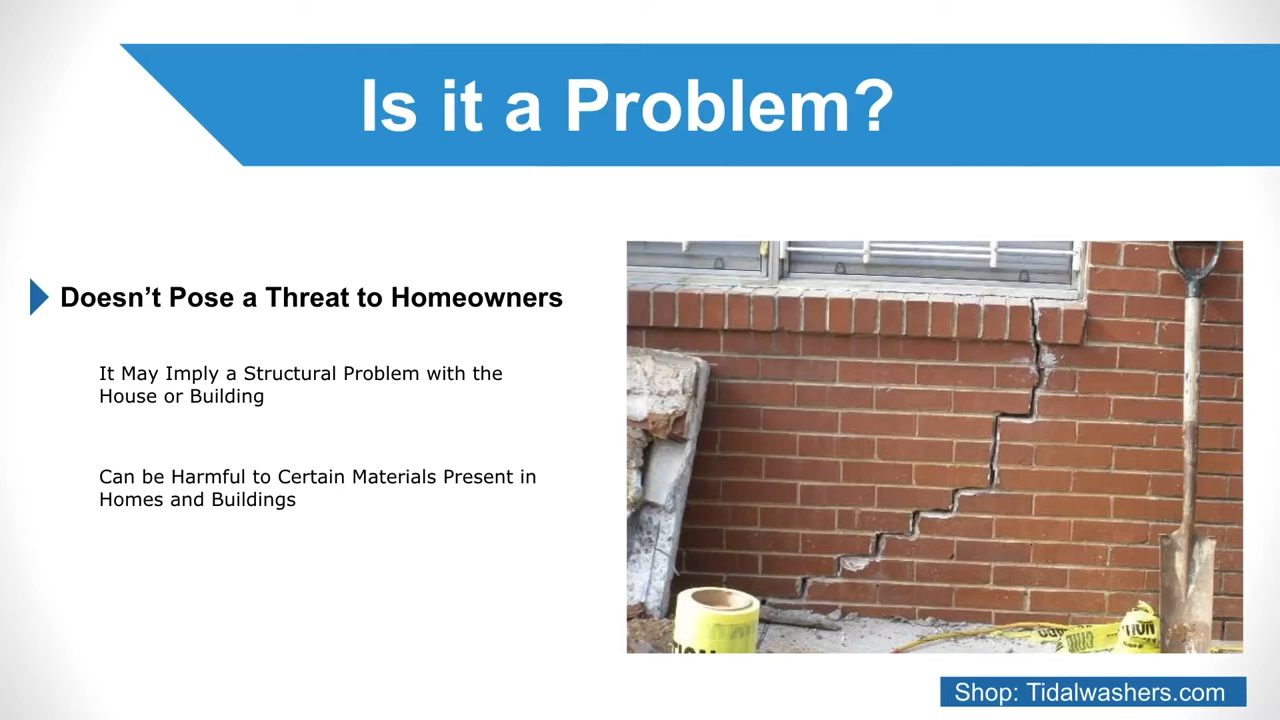 Is it a Problem?
Doesn’t Pose a Threat to Homeowners
It May Imply a Structural Problem with the
House or Building
Can be Harmful to Certain Materials Present in
Homes and Buildings
Shop: Tidalwashers.com